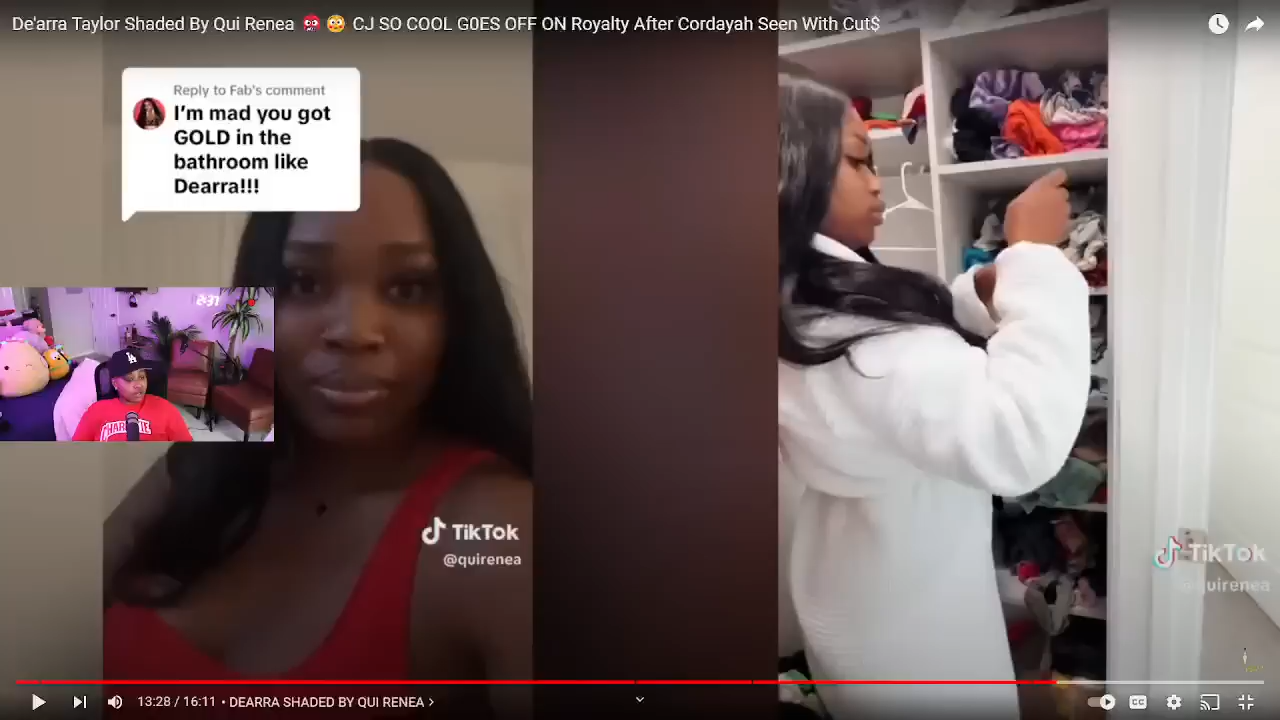 De'arra Taylor Shaded By Qui Renea 👹 😳 CJ SO COOL G0ES OFF ON Royalty After Cordayah Seen With Cut$
Reply to Fab's comment
I'm mad you got
GOLD in the
bathroom like
Dearra!!!
LA
TikTok
@quirenea
TikTok
@quirenea
13:28 / 16:11 • DEARRA SHADED BY QUI RENEA >
CC